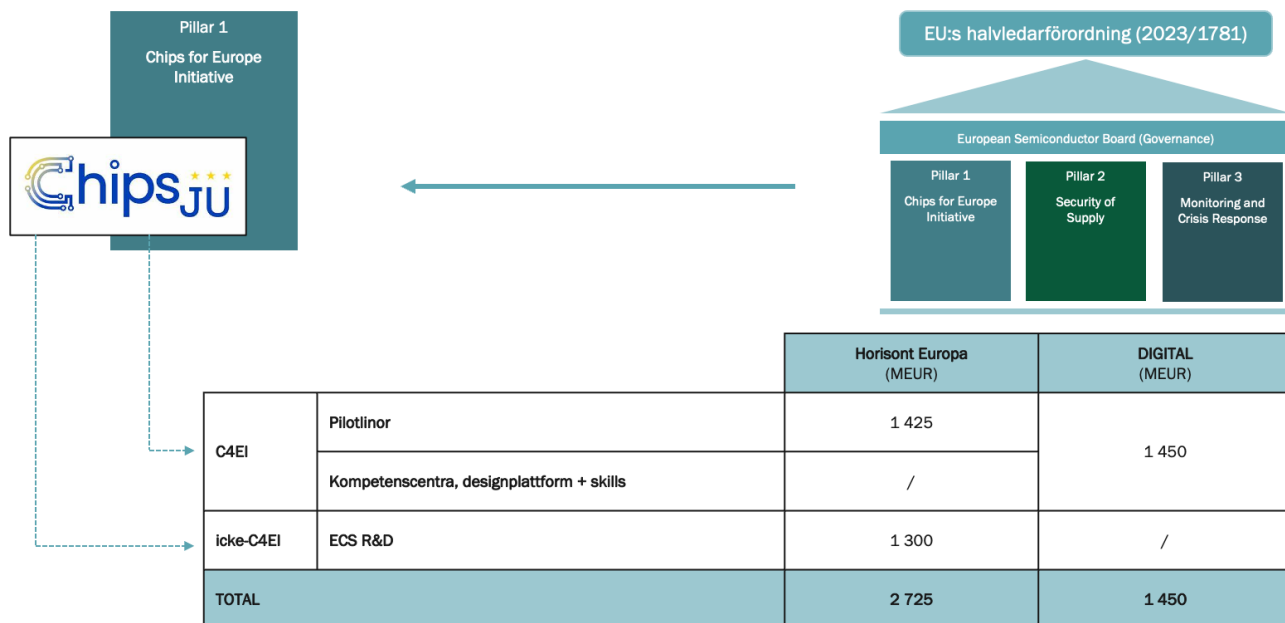 Pillar 1
Chips for Europe
Initiative
ChipsJU
EU:s halvledarförordning (2023/1781)
European Semiconductor Board (Governance)
Pillar 1
Chips for Europe
Initiative
Pillar 2
Security of
Supply
Pillar 3
Monitoring and
Crisis Response
Horisont Europa
(MEUR)
DIGITAL
(MEUR)
C4EI
Pilotlinor
1 425
1 450
Kompetenscentra, designplattform + skills
/
icke-C4EI
ECS R&D
1 300
/
TOTAL
2 725
1 450